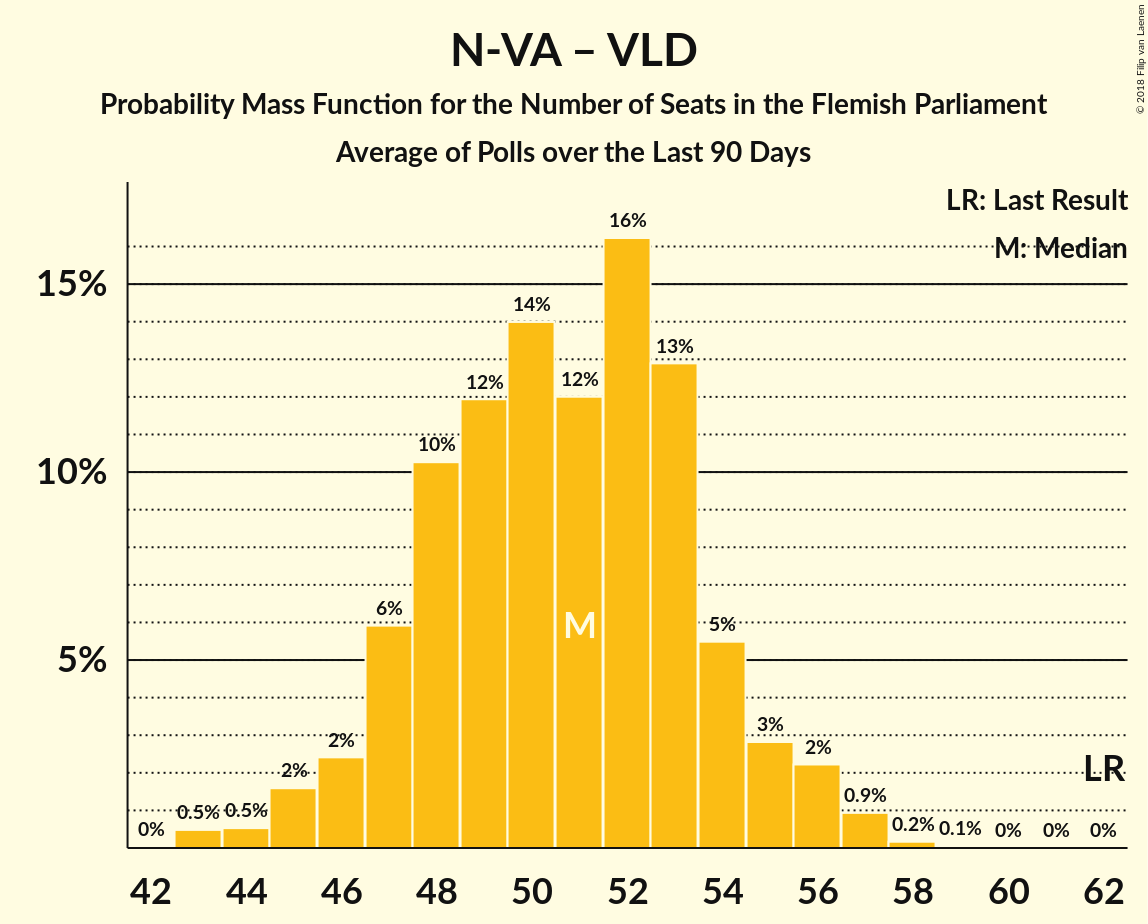 N-VA – VLD
Probability Mass Function for the Number of Seats in the Flemish Parliament
Average of Polls over the Last 90 Days
© 2018 Filip van Laenen
LR: Last Result
M: Median
15%
10%
5%
0%
0.5%
0.5%
2%
2%
6%
10%
12%
14%
12%
16%
13%
5%
3%
2%
0.9%
0.2%
0.1%
0%
0%
0%
M
LR
42 44 46 48 50 52 54 56 58 60 62